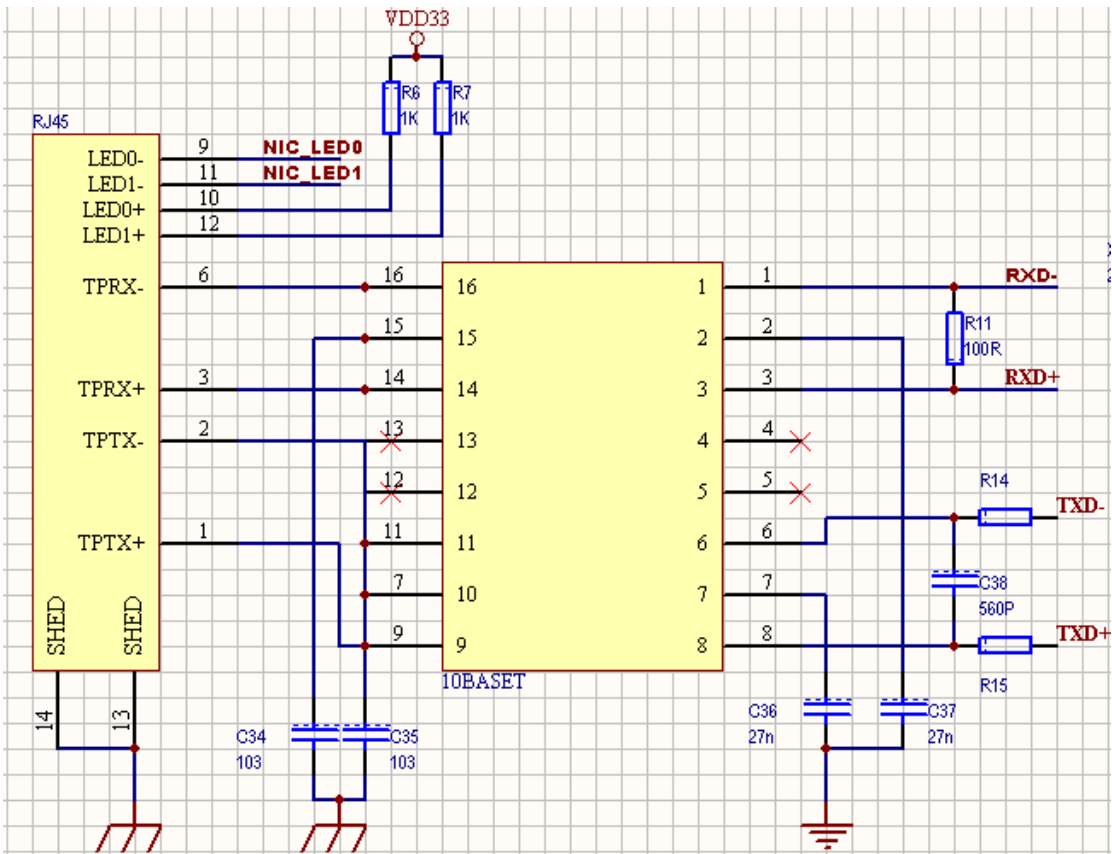 VDD33
R6 R7
1K 1K
RJ45
LED0- 9 NIC_LED0
LED1- 11 NIC_LED1
LED0+ 10
LED1+ 12
TPRX- 6 16 16 1 1 RXD-
R11
15 15 2 2
100R
TPRX+ 3 14 14 3 3 RXD+
TPTX- 2 13 13 4 4
12 12 5 5
R14
TXD-
TPTX+ 1 11 11 6 6
C38
7 10 7 7
560P
SHED SHED
9 9 8 8 TXD+
10BASET
R15
14 13
C36 C37
27n 27n
C34 C35
103 103